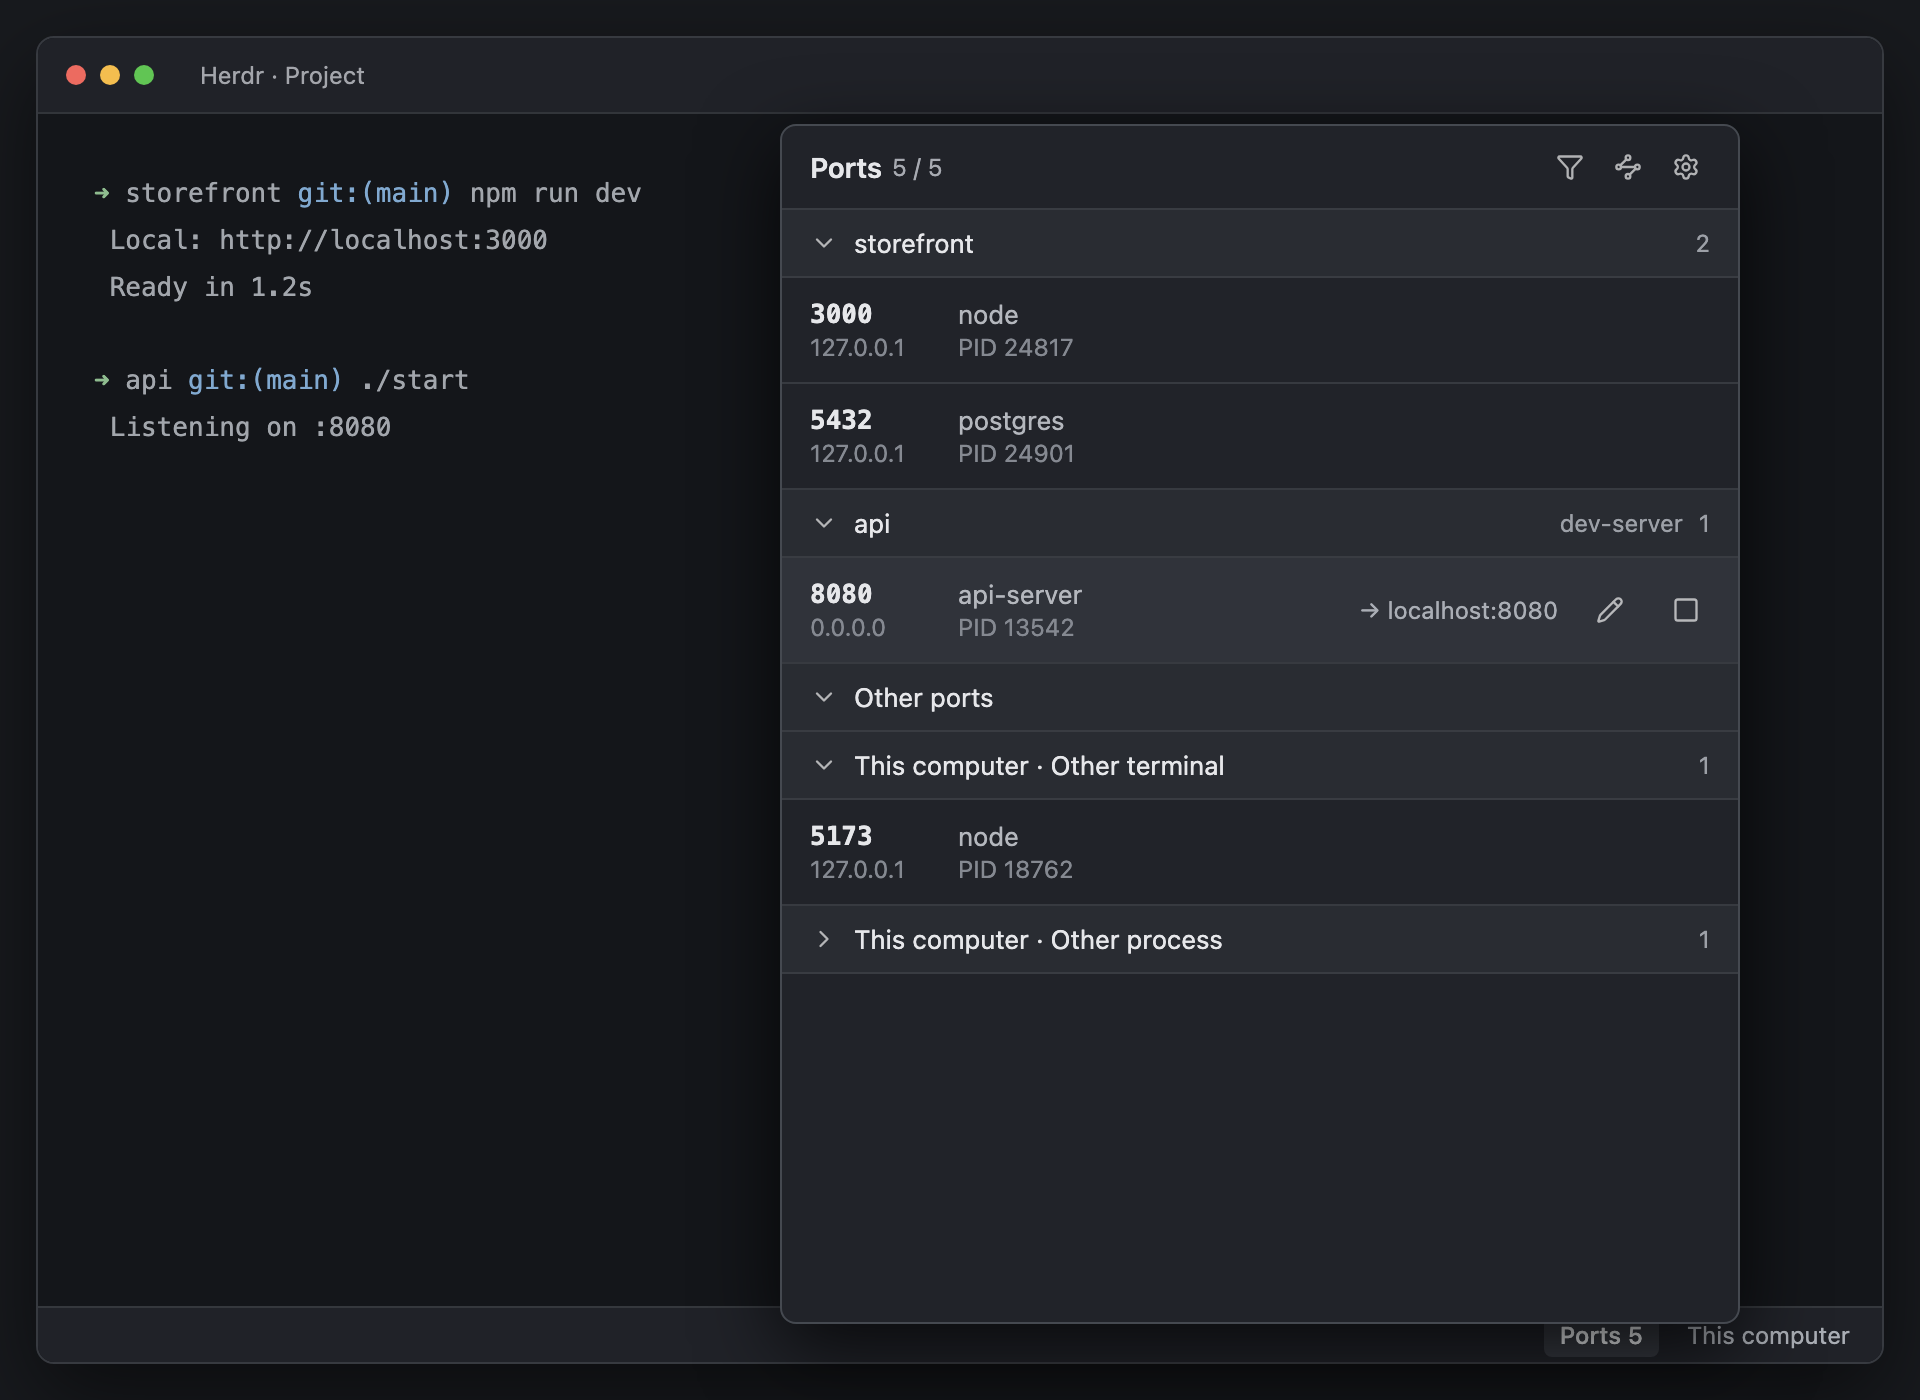 Herdr · Project
➜ storefront git:(main) npm run dev
Local: http://localhost:3000
Ready in 1.2s
➜ api git:(main) ./start
Listening on :8080
Ports 5 / 5
storefront 2
3000 node
127.0.0.1 PID 24817
5432 postgres
127.0.0.1 PID 24901
api dev-server 1
8080 api-server
0.0.0.0 PID 13542
→ localhost:8080
Other ports
This computer · Other terminal 1
5173 node
127.0.0.1 PID 18762
This computer · Other process 1
Ports 5 This computer